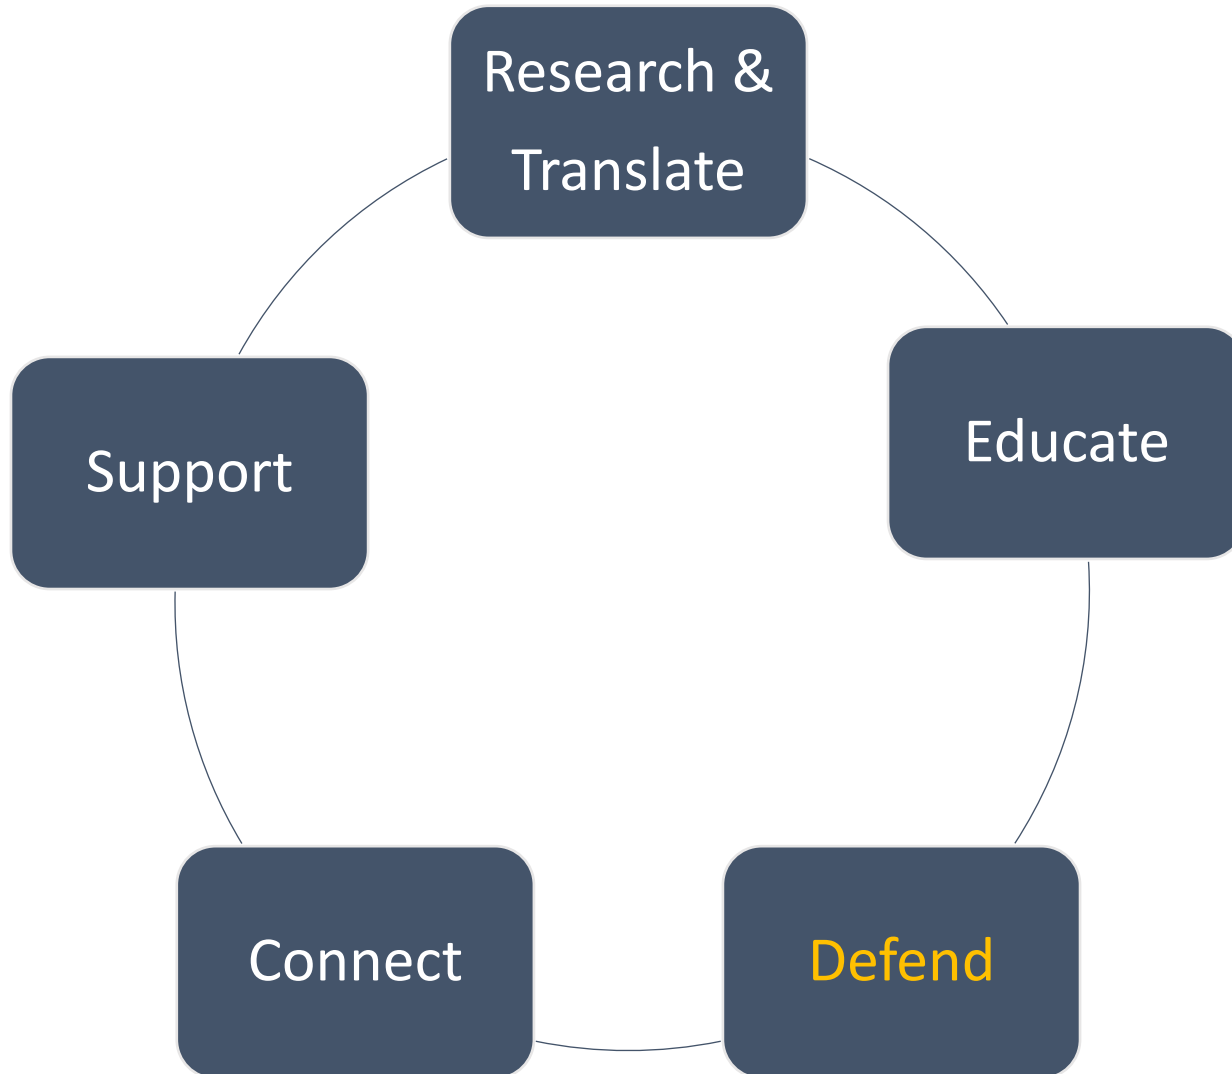 Research &
Translate
Educate
Support
Connect
Defend